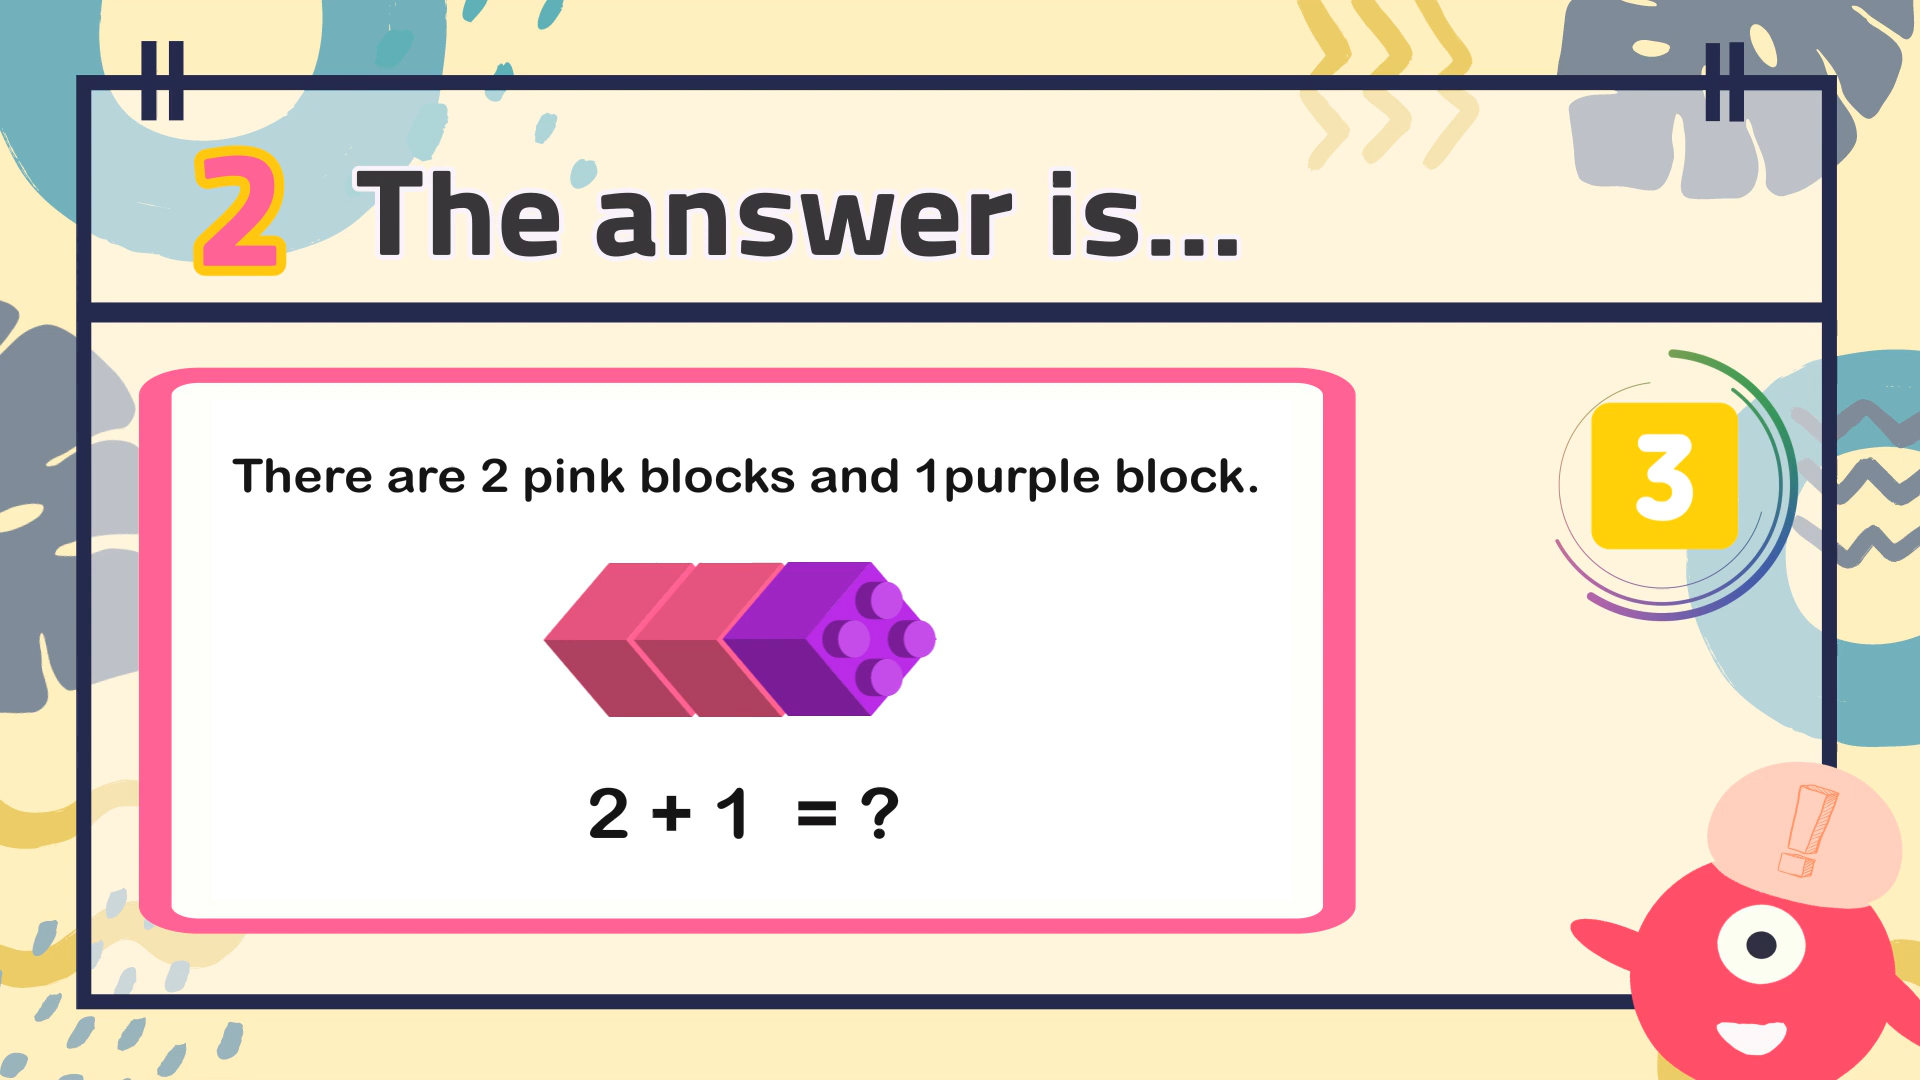 2 The answer is...
There are 2 pink blocks and 1purple block.
3
2 + 1 = ?
!